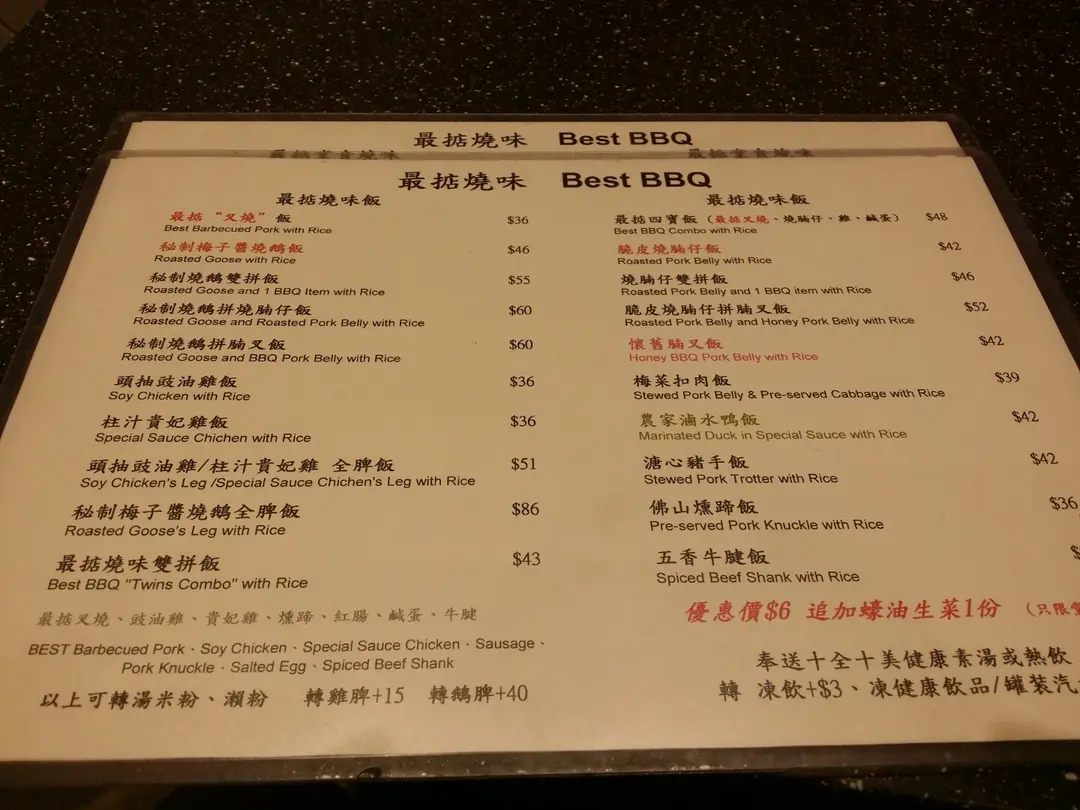 最掂燒味 Best BBQ
最掂燒味 Best BBQ
最掂燒味飯
最掂“叉燒”飯 $36
Best Barbecued Pork with Rice
秘制梅子醬燒鵝飯 $46
Roasted Goose with Rice
秘制燒鵝雙拼飯 $55
Roasted Goose and 1 BBQ Item with Rice
秘制燒鵝拼燒腩仔飯 $60
Roasted Goose and Roasted Pork Belly with Rice
秘制燒鵝拼腩叉飯 $60
Roasted Goose and BBQ Pork Belly with Rice
頭抽豉油雞飯 $36
Soy Chicken with Rice
柱汁貴妃雞飯 $36
Special Sauce Chichen with Rice
頭抽豉油雞/柱汁貴妃雞 全脾飯 $51
Soy Chicken's Leg /Special Sauce Chichen's Leg with Rice
秘制梅子醬燒鵝全脾飯 $86
Roasted Goose's Leg with Rice
最掂燒味雙拼飯 $43
Best BBQ "Twins Combo" with Rice
最掂叉燒、豉油雞、貴妃雞、燻蹄、紅腸、鹹蛋、牛腱
BEST Barbecued Pork、Soy Chicken、Special Sauce Chicken、Sausage、
Pork Knuckle、Salted Egg、Spiced Beef Shank
以上可轉湯米粉、瀨粉 轉雞脾+15 轉鵝脾+40
最掂燒味飯
最掂四寶飯（最掂叉燒、燒腩仔、雞、鹹蛋） $48
Best BBQ Combo with Rice
脆皮燒腩仔飯 $42
Roasted Pork Belly with Rice
燒腩仔雙拼飯 $46
Roasted Pork Belly and 1 BBQ item with Rice
脆皮燒腩仔拼腩叉飯 $52
Roasted Pork Belly and Honey Pork Belly with Rice
懷舊腩叉飯 $42
Honey BBQ Pork Belly with Rice
梅菜扣肉飯 $39
Stewed Pork Belly & Pre-served Cabbage with Rice
農家滷水鴨飯 $42
Marinated Duck in Special Sauce with Rice
溏心豬手飯 $42
Stewed Pork Trotter with Rice
佛山燻蹄飯 $36
Pre-served Pork Knuckle with Rice
五香牛腱飯 $
Spiced Beef Shank with Rice
優惠價$6 追加蠔油生菜1份 （只限
奉送十全十美健康素湯或熱飲
轉 凍飲+$3、凍健康飲品/罐装汽